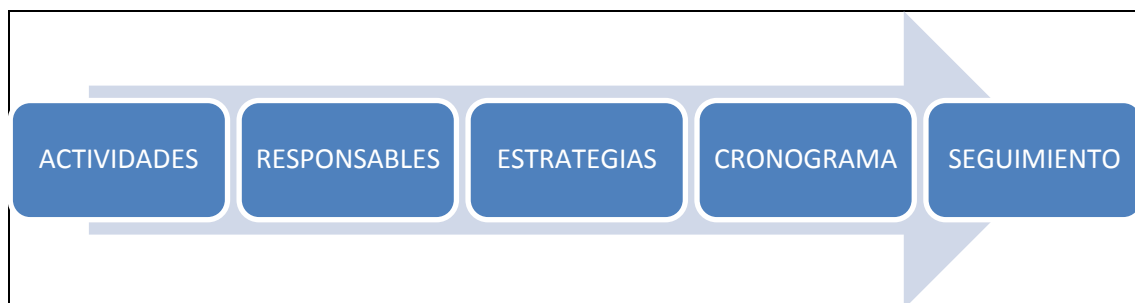 ACTIVIDADES
RESPONSABLES
ESTRATEGIAS
CRONOGRAMA
SEGUIMIENTO